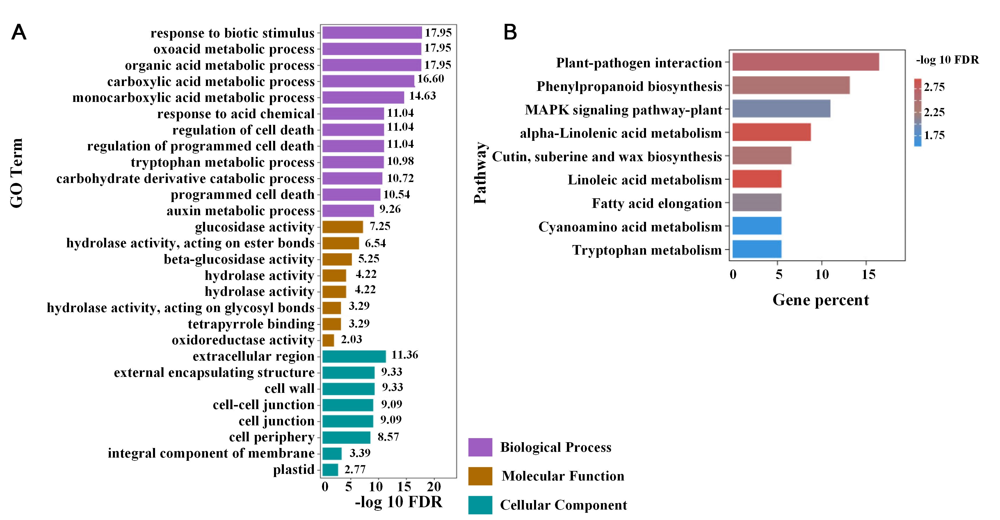 A
GO Term
response to biotic stimulus 17.95
oxoacid metabolic process 17.95
organic acid metabolic process 17.95
carboxylic acid metabolic process 16.60
monocarboxylic acid metabolic process 14.63
response to acid chemical 11.04
regulation of cell death 11.04
regulation of programmed cell death 11.04
tryptophan metabolic process 10.98
carbohydrate derivative catabolic process 10.72
programmed cell death 10.54
auxin metabolic process 9.26
glucosidase activity 7.25
hydrolase activity, acting on ester bonds 6.54
beta-glucosidase activity 5.25
hydrolase activity 4.22
hydrolase activity 4.22
hydrolase activity, acting on glycosyl bonds 3.29
tetrapyrrole binding 3.29
oxidoreductase activity 2.03
extracellular region 11.36
external encapsulating structure 9.33
cell wall 9.33
cell-cell junction 9.09
cell junction 9.09
cell periphery 8.57
integral component of membrane 3.39
plastid 2.77
0 5 10 15 20
-log 10 FDR
Biological Process
Molecular Function
Cellular Component
B
Pathway
Plant-pathogen interaction
Phenylpropanoid biosynthesis
MAPK signaling pathway-plant
alpha-Linolenic acid metabolism
Cutin, suberine and wax biosynthesis
Linoleic acid metabolism
Fatty acid elongation
Cyanoamino acid metabolism
Tryptophan metabolism
0 5 10 15
Gene percent
-log 10 FDR
2.75
2.25
1.75